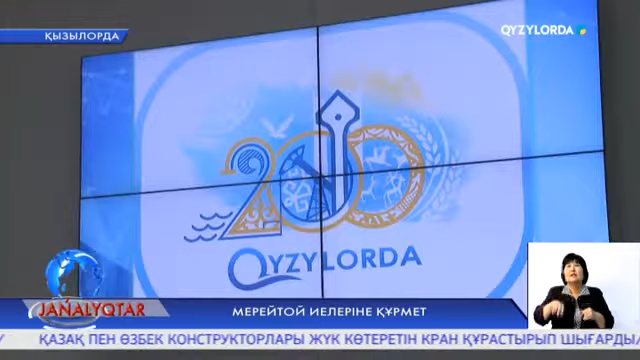 ҚЫЗЫЛОРДА
QYZYLORDA
200
QYZYLORDA
JAŃALYQTAR
МЕРЕЙТОЙ ИЕЛЕРІНЕ ҚҰРМЕТ
ҚАЗАҚ ПЕН ӨЗБЕК КОНСТРУКТОРЛАРЫ ЖҮК КӨТЕРЕТІН КРАН ҚҰРАСТЫРЫП ШЫҒАРДЫ